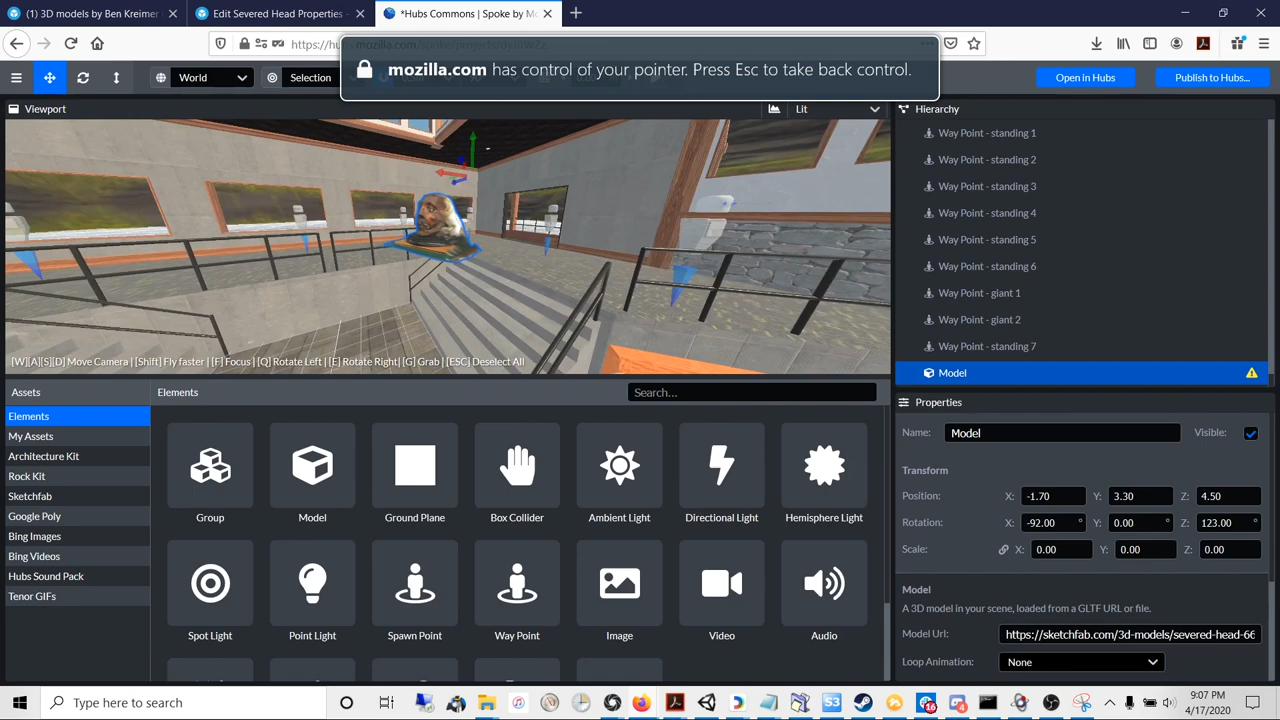 (1) 3D models by Ben Kreimer
Edit Severed Head Properties -
*Hubs Commons | Spoke by Mo
mozilla.com has control of your pointer. Press Esc to take back control.
World
Selection
Open in Hubs
Publish to Hubs...
Viewport
Lit
Hierarchy
Way Point - standing 1
Way Point - standing 2
Way Point - standing 3
Way Point - standing 4
Way Point - standing 5
Way Point - standing 6
Way Point - giant 1
Way Point - giant 2
Way Point - standing 7
Model
[W][A][S][D] Move Camera | [Shift] Fly faster | [F] Focus | [Q] Rotate Left | [E] Rotate Right| [G] Grab | [ESC] Deselect All
Assets
Elements
My Assets
Architecture Kit
Rock Kit
Sketchfab
Google Poly
Bing Images
Bing Videos
Hubs Sound Pack
Tenor GIFs
Elements
Search...
Group
Model
Ground Plane
Box Collider
Ambient Light
Directional Light
Hemisphere Light
Spot Light
Point Light
Spawn Point
Way Point
Image
Video
Audio
Properties
Name: Model Visible:
Transform
Position: X: -1.70 Y: 3.30 Z: 4.50
Rotation: X: -92.00 ° Y: 0.00 ° Z: 123.00 °
Scale: X: 0.00 Y: 0.00 Z: 0.00
Model
A 3D model in your scene, loaded from a GLTF URL or file.
Model Url: https://sketchfab.com/3d-models/severed-head-66
Loop Animation: None
Type here to search
16
4
9:07 PM
4/17/2020